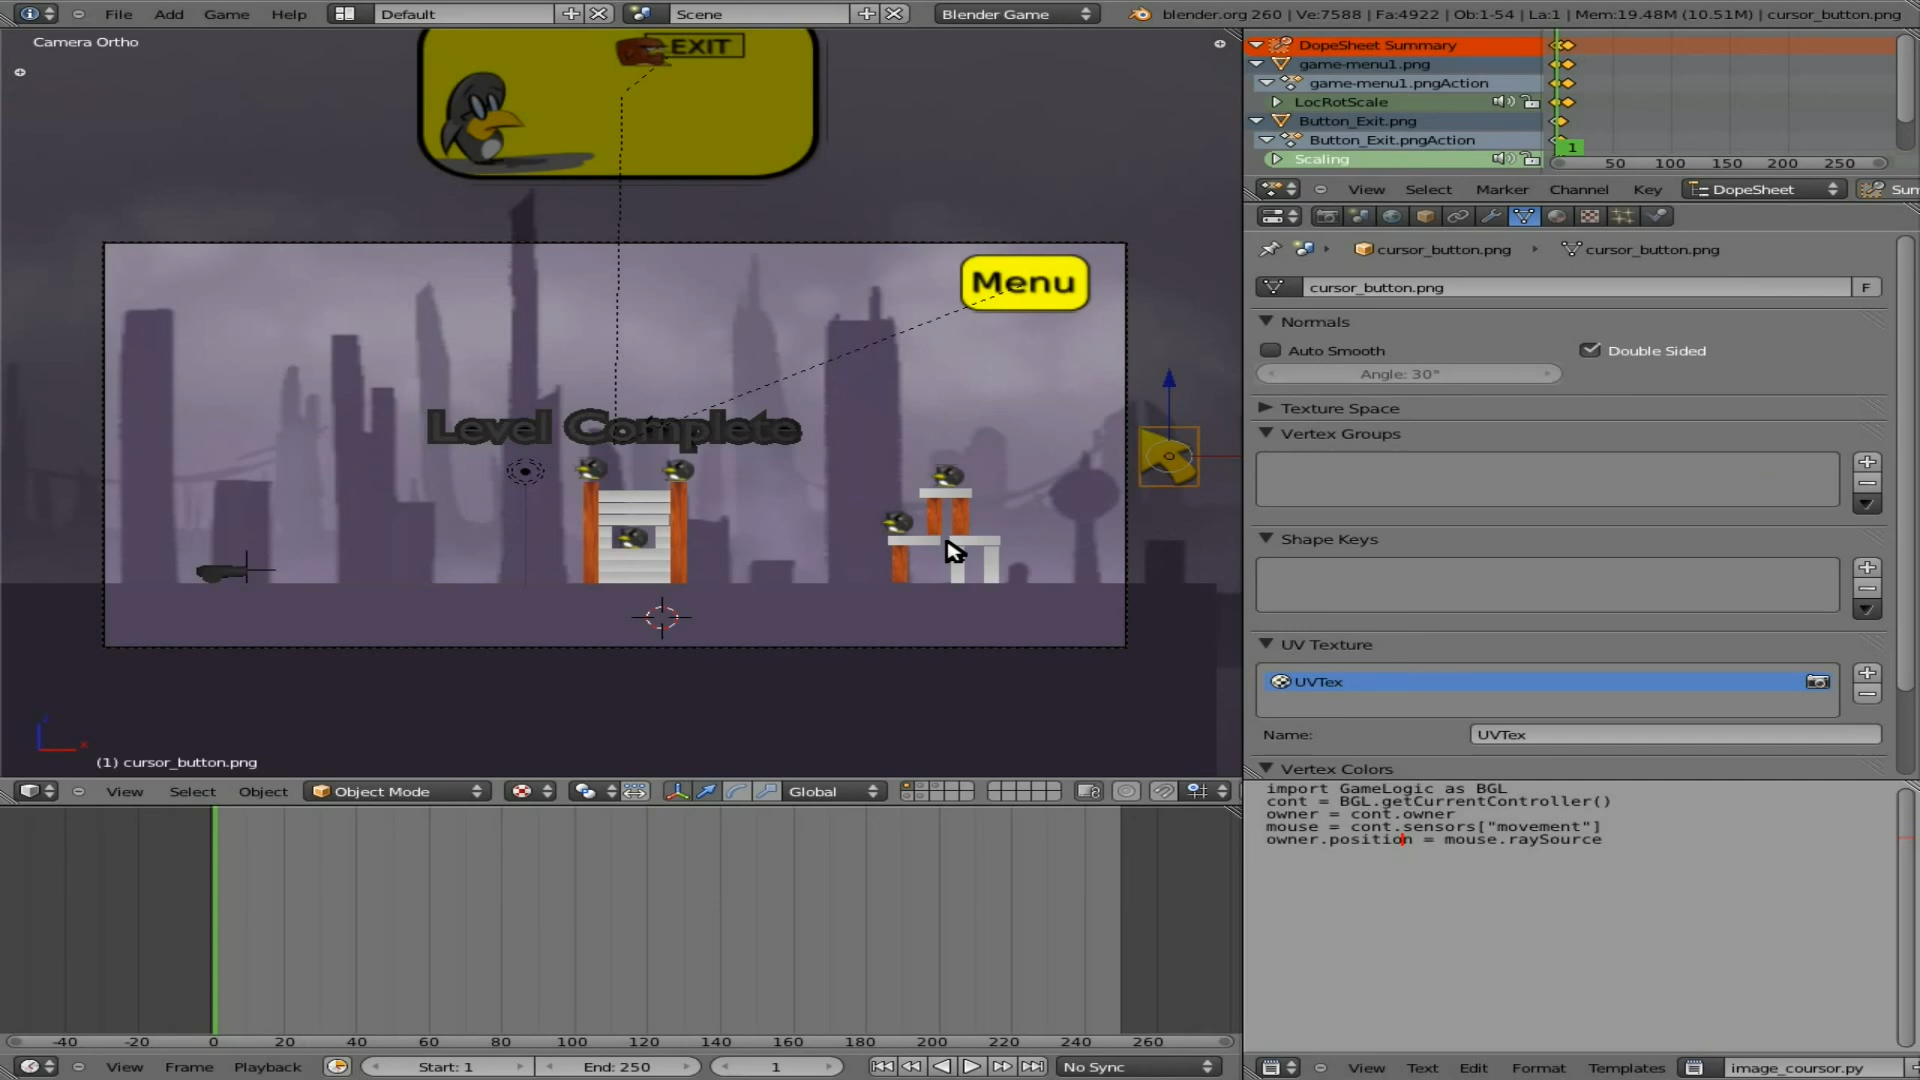 File Add Game Help Default Scene Blender Game blender.org 260 | Ve:7588 | Fa:4922 | Ob:1-54 | La:1 | Mem:19.48M (10.51M) | cursor_button.png
Camera Ortho
EXIT
Menu
Level Complete
(1) cursor_button.png
View Select Object Object Mode Global
-40 -20 0 20 40 60 80 100 120 140 160 180 200 220 240 260
View Frame Playback Start: 1 End: 250 1 No Sync
DopeSheet Summary
game-menu1.png
game-menu1.pngAction
LocRotScale
Button_Exit.png
Button_Exit.pngAction
Scaling
1
50 100 150 200 250
View Select Marker Channel Key DopeSheet Sum
cursor_button.png cursor_button.png
cursor_button.png F
Normals
Auto Smooth Double Sided
Angle: 30°
Texture Space
Vertex Groups
Shape Keys
UV Texture
UVTex
Name: UVTex
Vertex Colors
import GameLogic as BGL
cont = BGL.getCurrentController()
owner = cont.owner
mouse = cont.sensors["movement"]
owner.position = mouse.raySource
View Text Edit Format Templates image_coursor.py